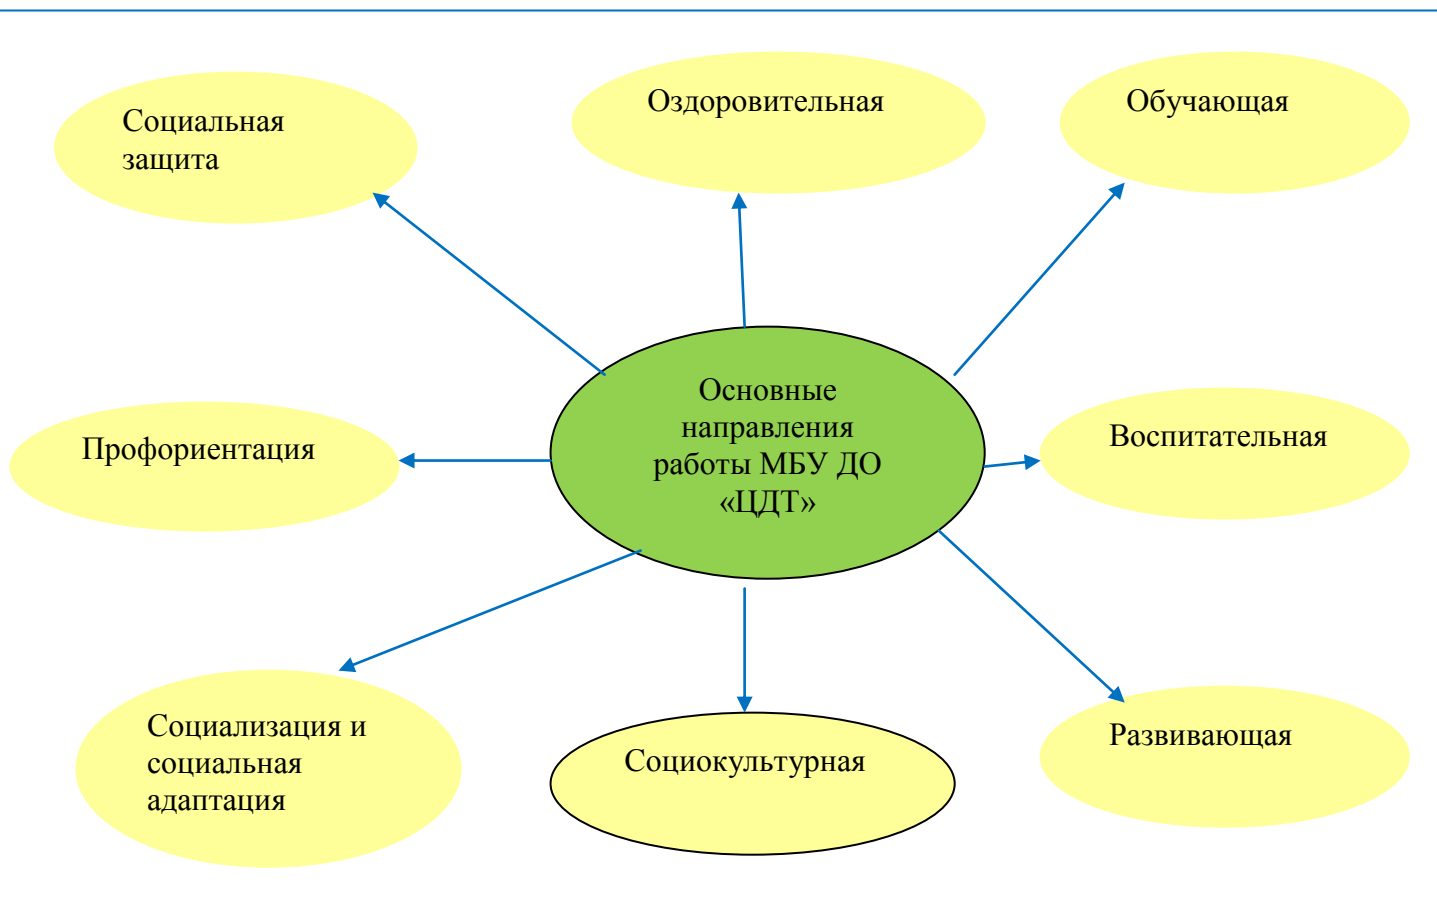 Социальная
защита
Оздоровительная
Обучающая
Основные
направления
работы МБУ ДО
«ЦДТ»
Профориентация
Воспитательная
Социализация и
социальная
адаптация
Социокультурная
Развивающая